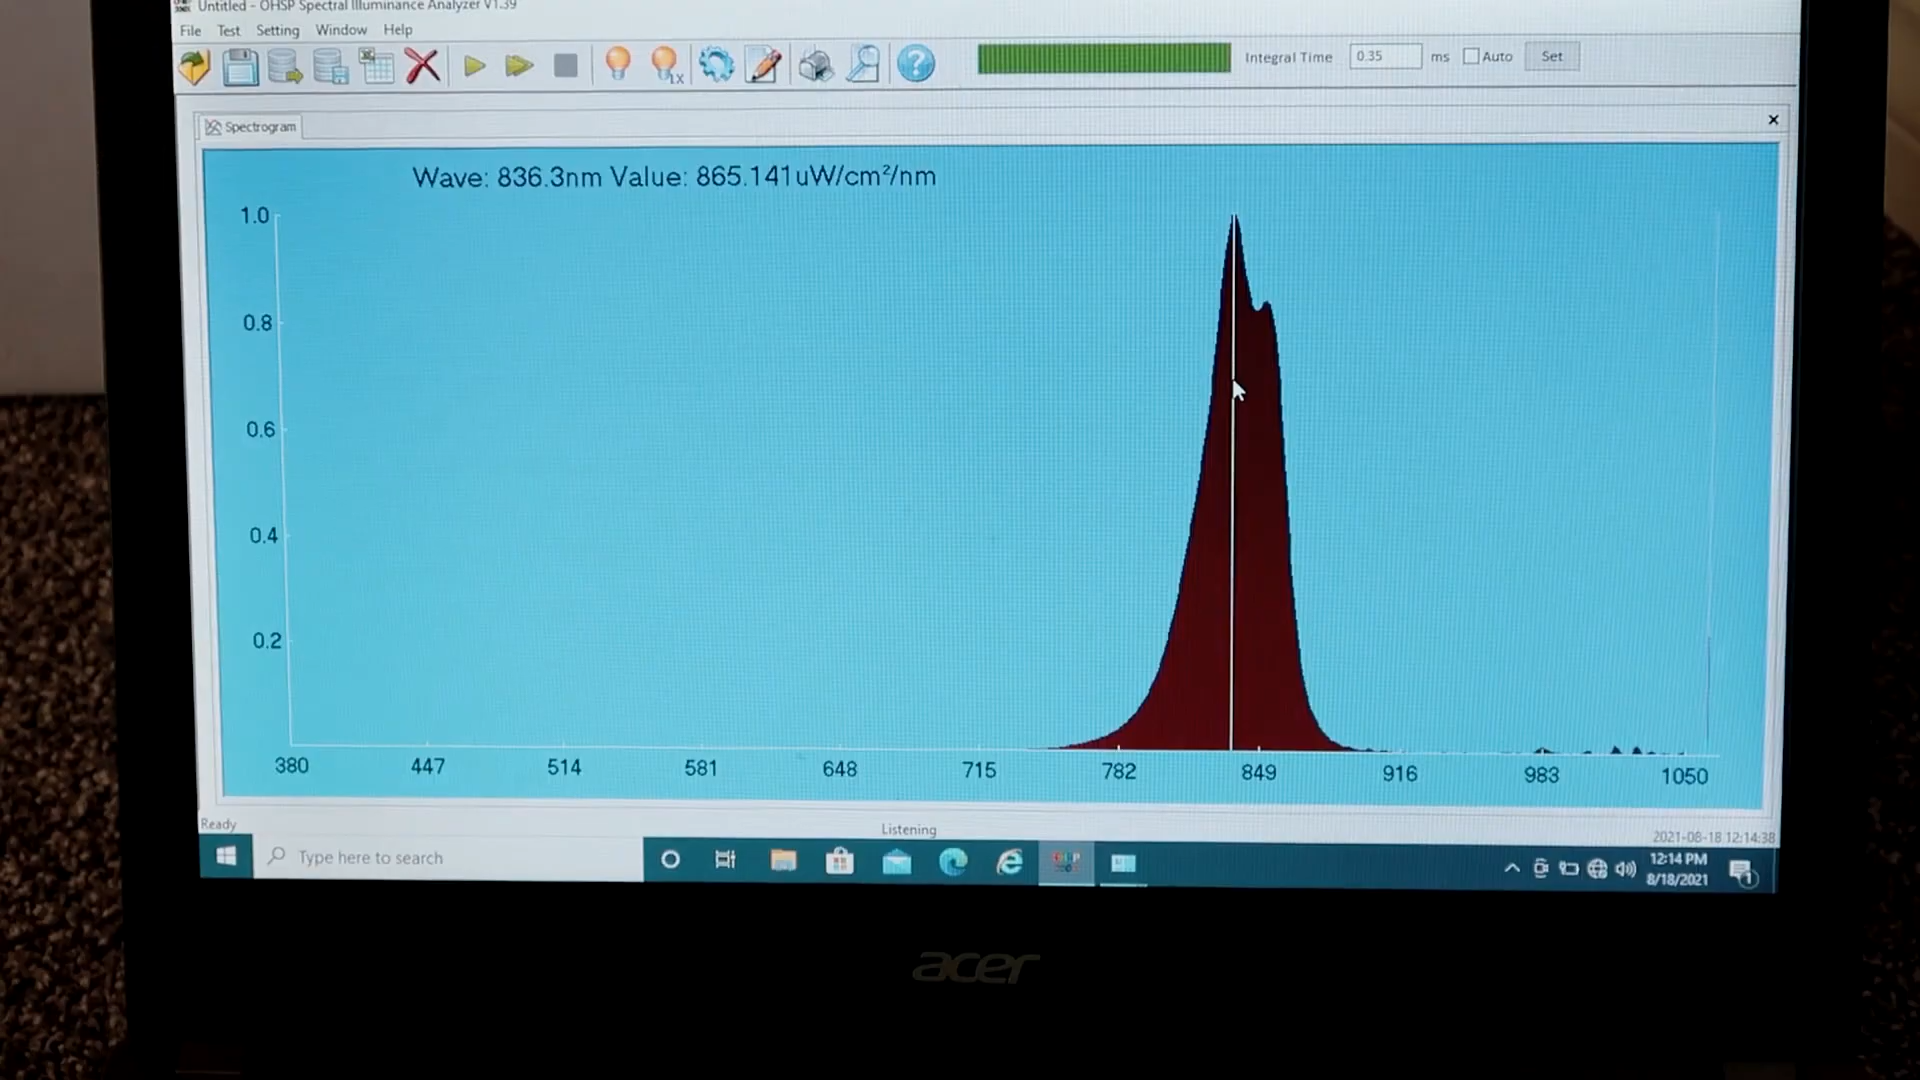 Untitled - OHSP Spectral Illuminance Analyzer V1.39
File Test Setting Window Help
1X
Integral Time 0.35 ms Auto Set
Spectrogram
Wave: 836.3nm Value: 865.141uW/cm²/nm
1.0
0.8
0.6
0.4
0.2
380 447 514 581 648 715 782 849 916 983 1050
Ready Listening 2021-08-18 12:14:38
Type here to search
12:14 PM
8/18/2021
1
acer